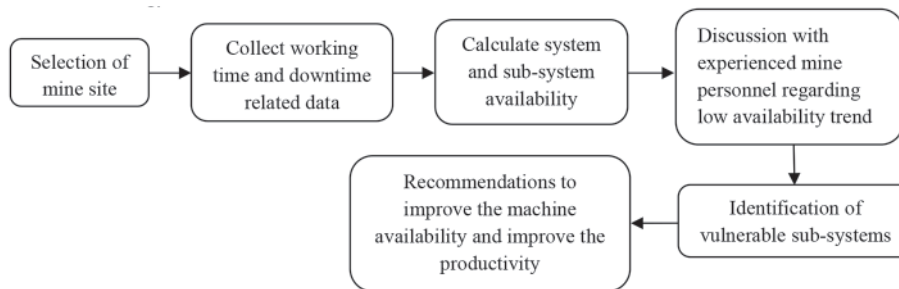 Selection of
mine site
Collect working
time and downtime
related data
Calculate system
and sub-system
availability
Discussion with
experienced mine
personnel regarding
low availability trend
Identification of
vulnerable sub-systems
Recommendations to
improve the machine
availability and improve the
productivity